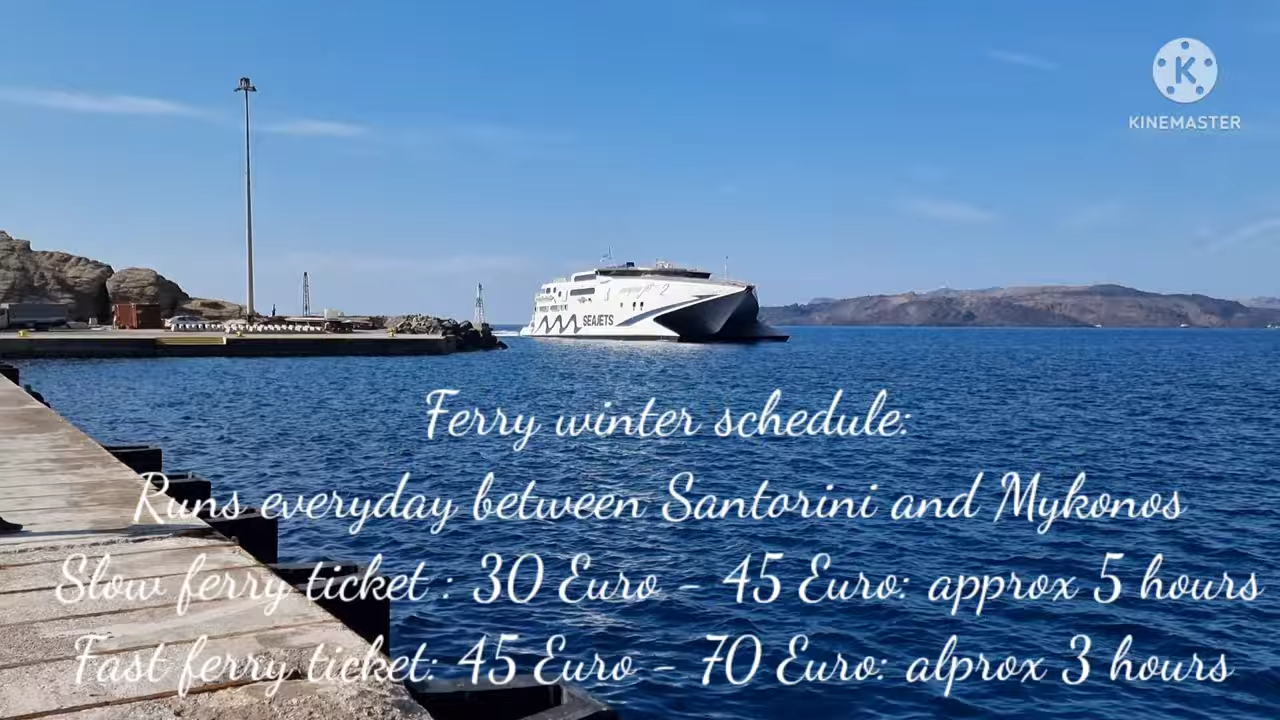 KINEMASTER
SEAJETS
Ferry winter schedule:
Runs everyday between Santorini and Mykonos
Slow ferry ticket : 30 Euro - 45 Euro: approx 5 hours
Fast ferry ticket: 45 Euro - 70 Euro: alprox 3 hours